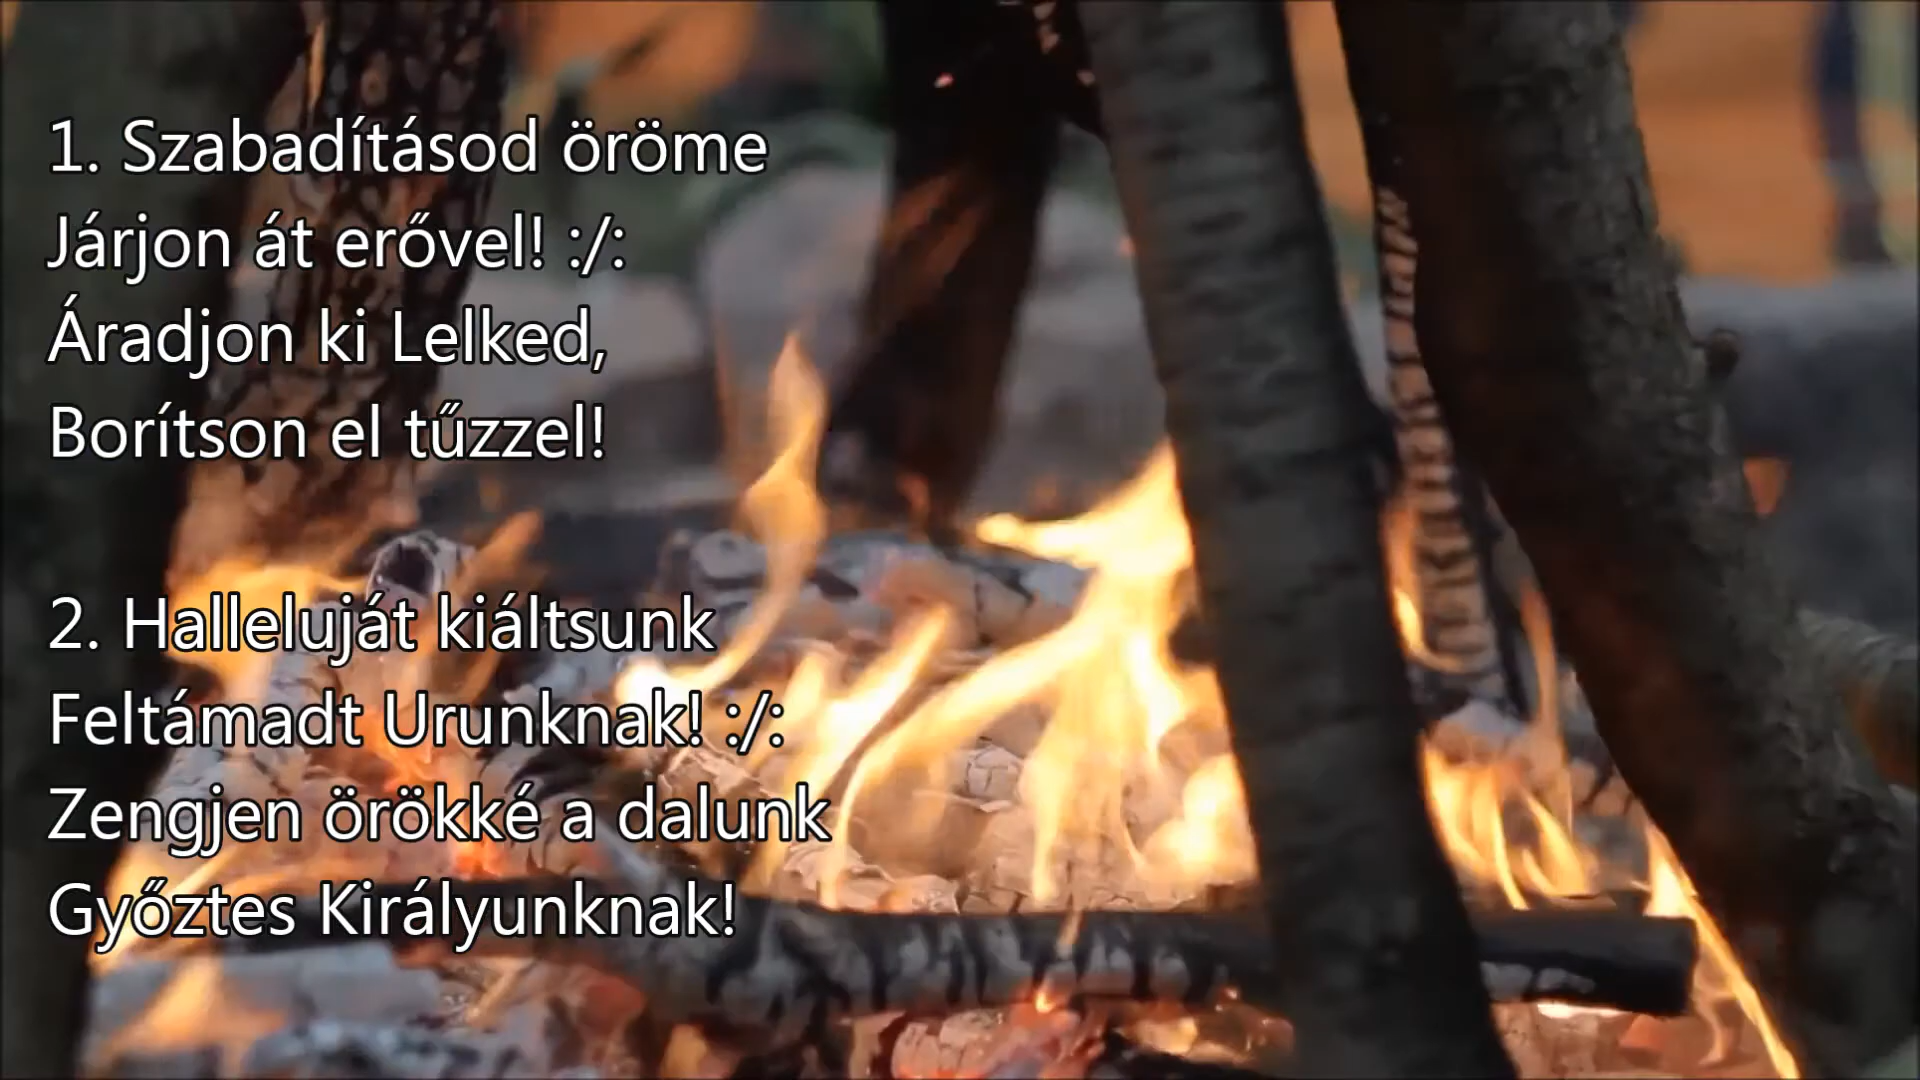 1. Szabadításod öröme
Járjon át erővel! :/:
Áradjon ki Lelked,
Borítson el tűzzel!
2. Halleluját kiáltsunk
Feltámadt Urunknak! :/:
Zengjen örökké a dalunk
Győztes Királyunknak!